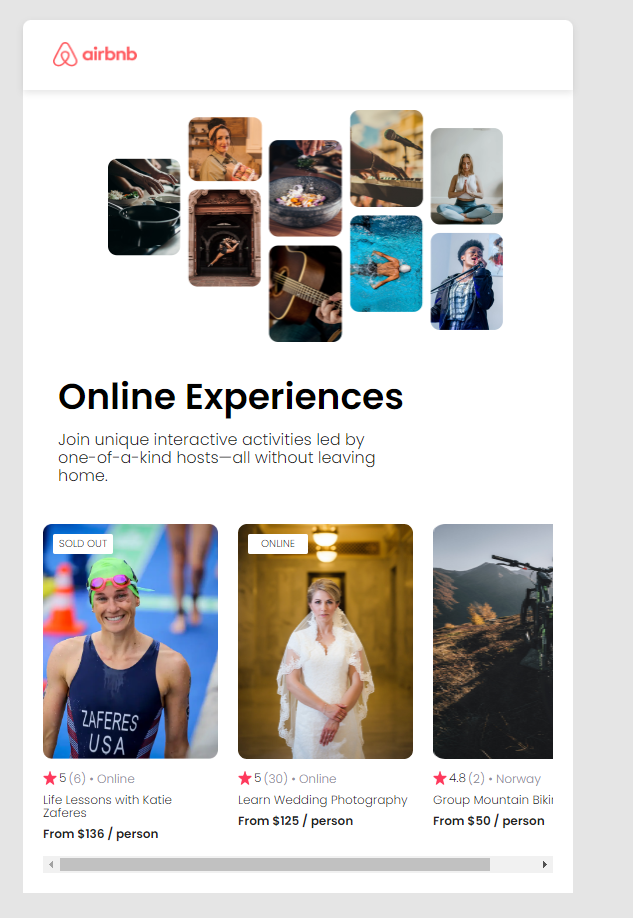 airbnb
Online Experiences
Join unique interactive activities led by
one-of-a-kind hosts—all without leaving
home.
SOLD OUT
ZAFERES
USA
5 (6) • Online
Life Lessons with Katie
Zaferes
From $136 / person
ONLINE
5 (30) • Online
Learn Wedding Photography
From $125 / person
4.8 (2) • Norway
Group Mountain Bikin
From $50 / person